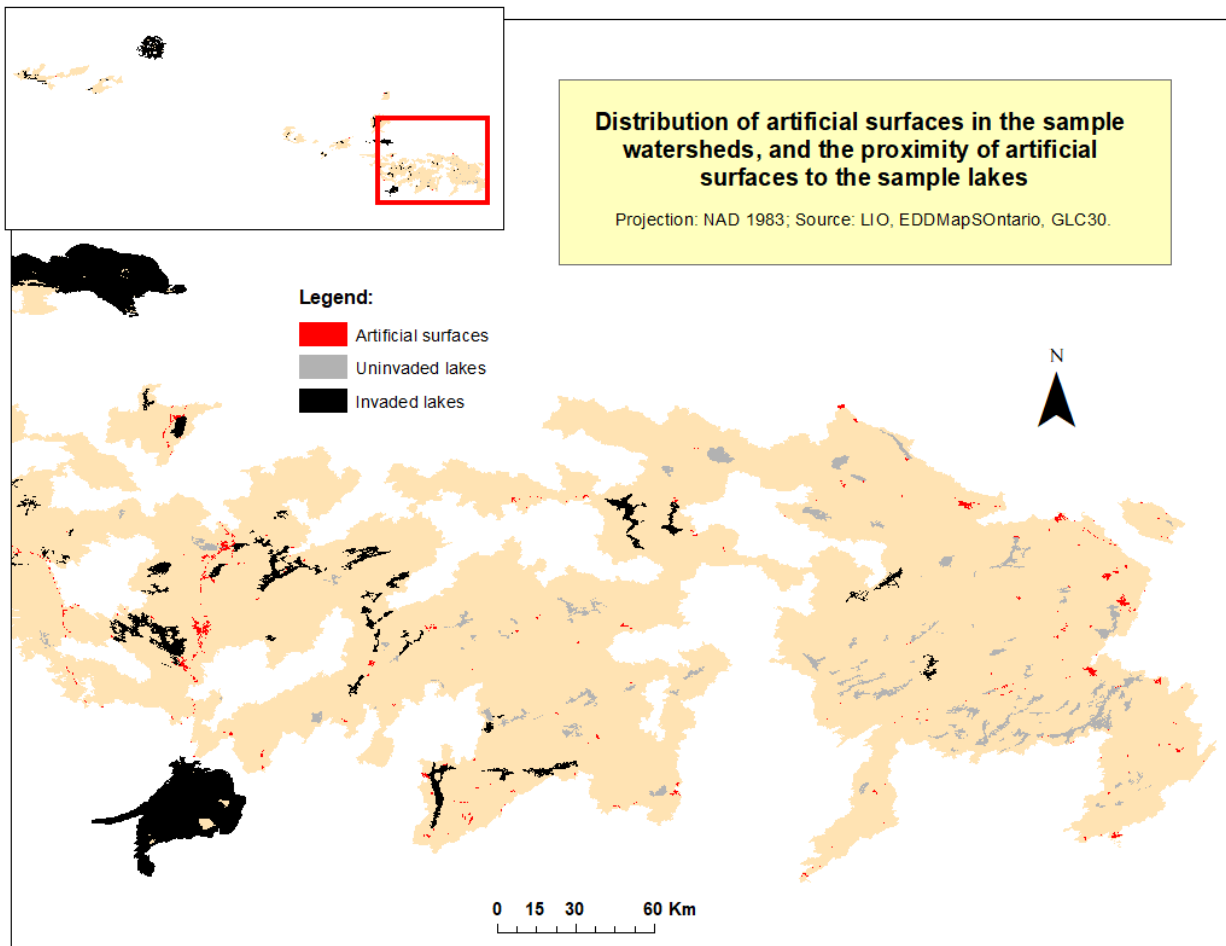 Distribution of artificial surfaces in the sample
watersheds, and the proximity of artificial
surfaces to the sample lakes
Projection: NAD 1983; Source: LIO, EDDMapSOntario, GLC30.
Legend:
Artificial surfaces
Uninvaded lakes
Invaded lakes
N
0 15 30 60 Km